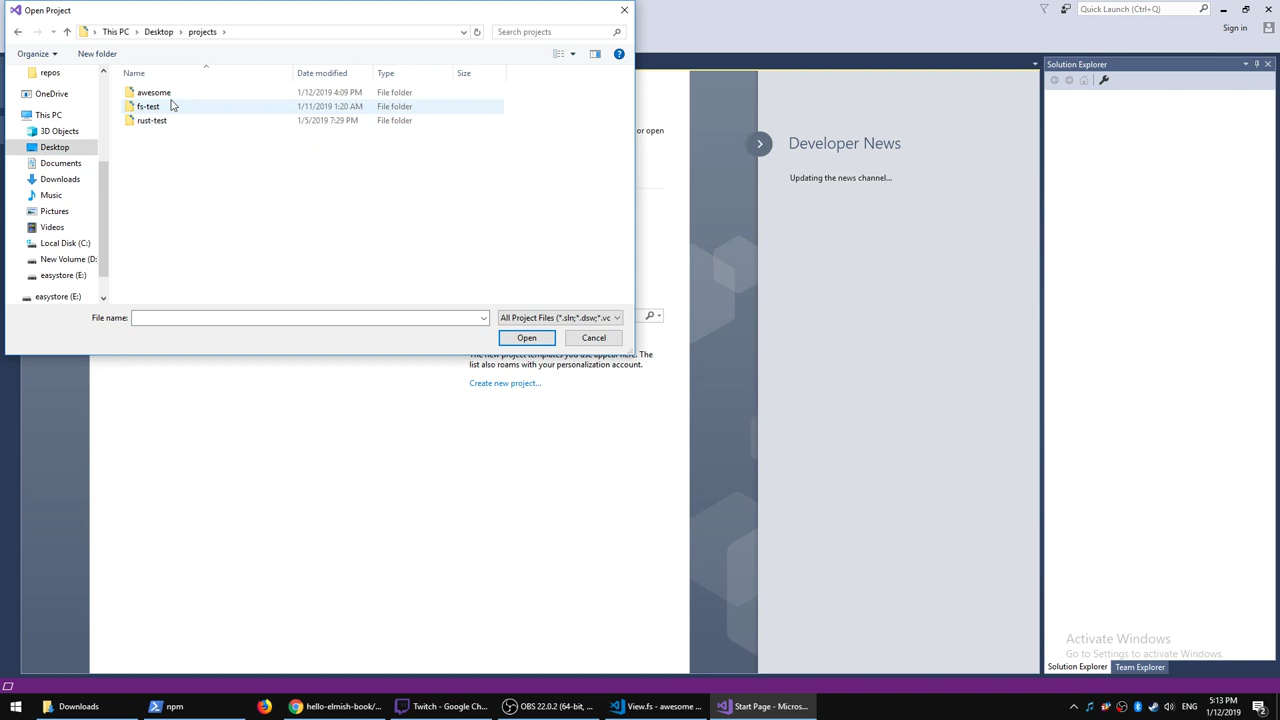 Open Project
Quick Launch (Ctrl+Q)
This PC
Desktop
projects
Search projects
Sign in
Organize
New folder
Solution Explorer
Name
Date modified
Type
Size
repos
OneDrive
This PC
3D Objects
Desktop
Documents
Downloads
Music
Pictures
Videos
Local Disk (C:)
New Volume (D:
easystore (E:)
easystore (E:)
awesome
1/12/2019 4:09 PM
File folder
fs-test
1/11/2019 1:20 AM
File folder
rust-test
1/5/2019 7:29 PM
File folder
or open
Developer News
Updating the news channel...
File name:
All Project Files (*.sln;*.dsw;*.vc
Open
Cancel
The new project templates you use appear here. The
list also roams with your personalization account.
Create new project...
Activate Windows
Go to Settings to activate Windows.
Solution Explorer
Team Explorer
Downloads
npm
hello-elmish-book/...
Twitch - Google Ch...
OBS 22.0.2 (64-bit, ...
View.fs - awesome ...
Start Page - Micros...
ENG
5:13 PM
1/12/2019